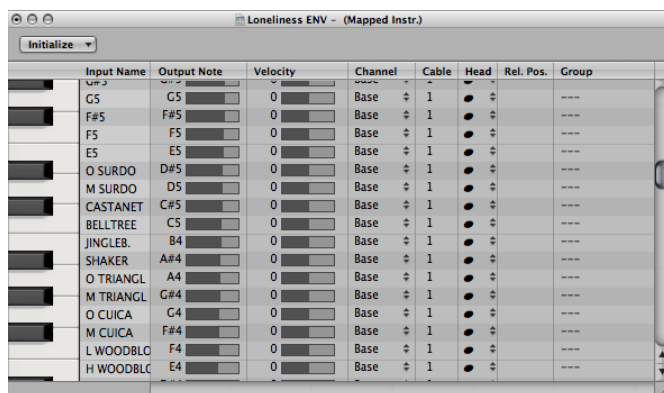 Loneliness ENV – (Mapped Instr.)
Initialize
Input Name Output Note Velocity Channel Cable Head Rel. Pos. Group
G5 G5 0 Base 1 ---
F#5 F#5 0 Base 1 ---
F5 F5 0 Base 1 ---
E5 E5 0 Base 1 ---
O SURDO D#5 0 Base 1 ---
M SURDO D5 0 Base 1 ---
CASTANET C#5 0 Base 1 ---
BELLTREE C5 0 Base 1 ---
JINGLEB. B4 0 Base 1 ---
SHAKER A#4 0 Base 1 ---
O TRIANGL A4 0 Base 1 ---
M TRIANGL G#4 0 Base 1 ---
O CUICA G4 0 Base 1 ---
M CUICA F#4 0 Base 1 ---
L WOODBLO F4 0 Base 1 ---
H WOODBLO E4 0 Base 1 ---